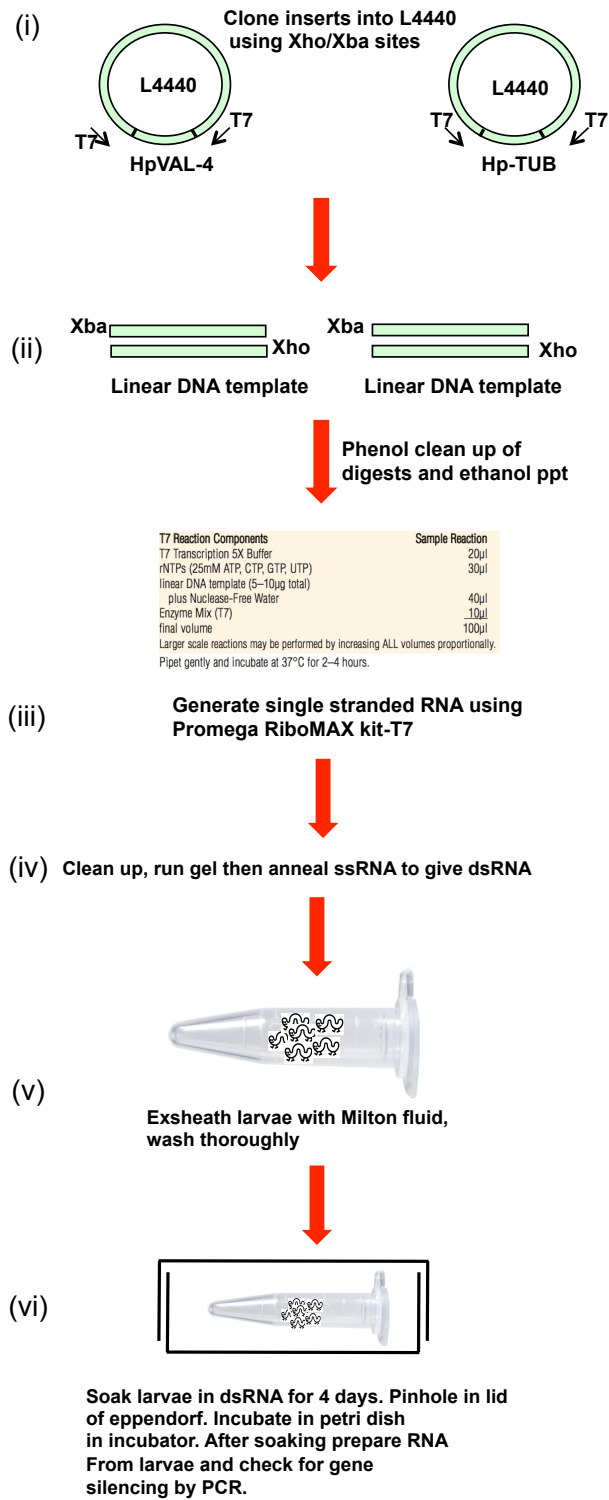 (i)
Clone inserts into L4440
using Xho/Xba sites
L4440
L4440
T7
T7
T7
T7
HpVAL-4
Hp-TUB
(ii)
Xba
Xho
Xba
Xho
Linear DNA template
Linear DNA template
Phenol clean up of
digests and ethanol ppt
T7 Reaction Components Sample Reaction
T7 Transcription 5X Buffer 20µl
rNTPs (25mM ATP, CTP, GTP, UTP) 30µl
linear DNA template (5–10µg total)
plus Nuclease-Free Water 40µl
Enzyme Mix (T7) 10µl
final volume 100µl
Larger scale reactions may be performed by increasing ALL volumes proportionally.
Pipet gently and incubate at 37°C for 2–4 hours.
(iii)
Generate single stranded RNA using
Promega RiboMAX kit-T7
(iv) Clean up, run gel then anneal ssRNA to give dsRNA
(v)
Exsheath larvae with Milton fluid,
wash thoroughly
(vi)
Soak larvae in dsRNA for 4 days. Pinhole in lid
of eppendorf. Incubate in petri dish
in incubator. After soaking prepare RNA
From larvae and check for gene
silencing by PCR.